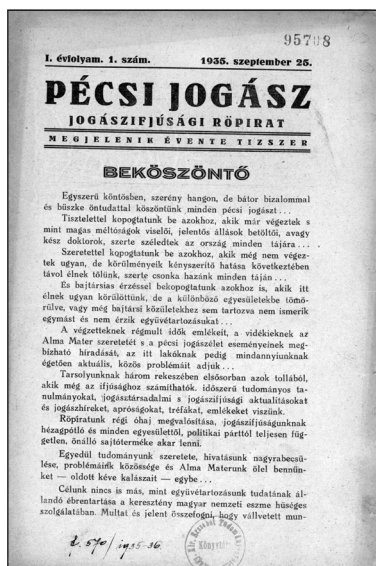 95708
I. évfolyam. 1. szám. 1935. szeptember 25.
PÉCSI JOGÁSZ
JOGÁSZIFJÚSÁGI RÖPIRAT
MEGJELENIK ÉVENTE TIZSZER
BEKÖSZÖNTŐ
Egyszerű köntösben, szerény hangon, de bátor bizalommal
és büszke öntudattal köszöntünk minden pécsi jogászt...
Tisztelettel kopogtatunk be azokhoz, akik már végeztek s
mint magas méltóságok viselői, jelentős állások betöltői, avagy
kész doktorok, szerte széledtek az ország minden tájára...
Szeretettel kopogtatunk be azokhoz, akik még nem végez-
tek ugyan, de körülményeik kényszerítő hatása következtében
távol élnek tőlünk, szerte csonka hazánk minden táján...
És bajtársias érzéssel bekopogtatunk azokhoz is, akik itt
élnek ugyan körülöttünk, de a különböző egyesületekbe tömö-
rülve, vagy még bajtársi közületekhez sem tartozva nem ismerik
egymást és nem érzik együvétartozásukat...
A végzetteknek régmult idők emlékeit, a vidékieknek az
Alma Mater szeretetét s a pécsi jogászélet eseményeinek meg-
bízható híradását, az itt lakóknak pedig mindannyiunknak
égetően aktuális, közös problémáit adjuk...
Tarsolyunknak három rekeszében elsősorban azok tollából,
akik még az ifjúsághoz számíthatók, időszerű tudományos ta-
nulmányokat, jogásztársadalmi s jogászifjúsági aktualitásokat
és jogászhíreket, apróságokat, tréfákat, emlékeket viszünk.
Röpiratunk régi óhaj megvalósítása, jogászifjúságunknak
hézagpótló és minden egyesülettől, politikai párttól teljesen füg-
getlen, önálló sajtóterméke akar lenni.
Egyedül tudományunk szeretete, hivatásunk nagyrabecsü-
lése, problémáink közössége és Alma Materunk ölel bennün-
ket — oldott kéve kalászait — egybe...
Célunk nincs is más, mint együvétartozásunk tudatának ál-
landó ébrentartása a keresztény magyar nemzeti eszme hűséges
szolgálatában. Multat és jelent összefogni, hogy vállvetett mun-
570/1935-36.